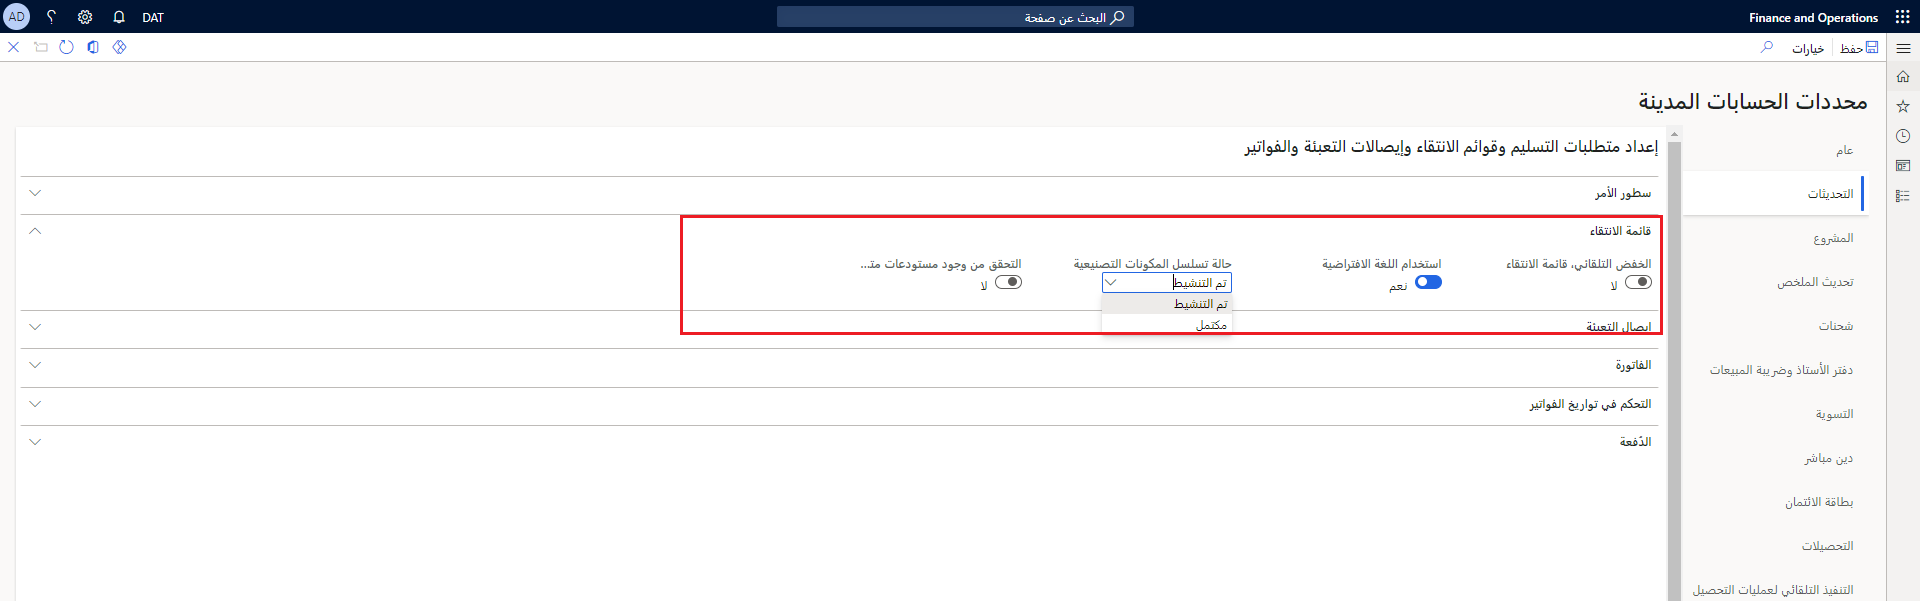 Finance and Operations
البحث عن صفحة
DAT
AD
حفظ
خيارات
محددات الحسابات المدينة
عام
التحديثات
المشروع
تحديث الملخص
شحنات
دفتر الأستاذ وضريبة المبيعات
التسوية
دين مباشر
بطاقة الائتمان
التحصيلات
التنفيذ التلقائي لعمليات التحصيل
إعداد متطلبات التسليم وقوائم الانتقاء وإيصالات التعبئة والفواتير
سطور الأمر
قائمة الانتقاء
الخفض التلقائي، قائمة الانتقاء
لا
استخدام اللغة الافتراضية
نعم
حالة تسلسل المكونات التصنيعية
تم التنشيط
تم التنشيط
مكتمل
التحقق من وجود مستودعات متـ...
لا
إيصال التعبئة
الفاتورة
التحكم في تواريخ الفواتير
الدُفعة